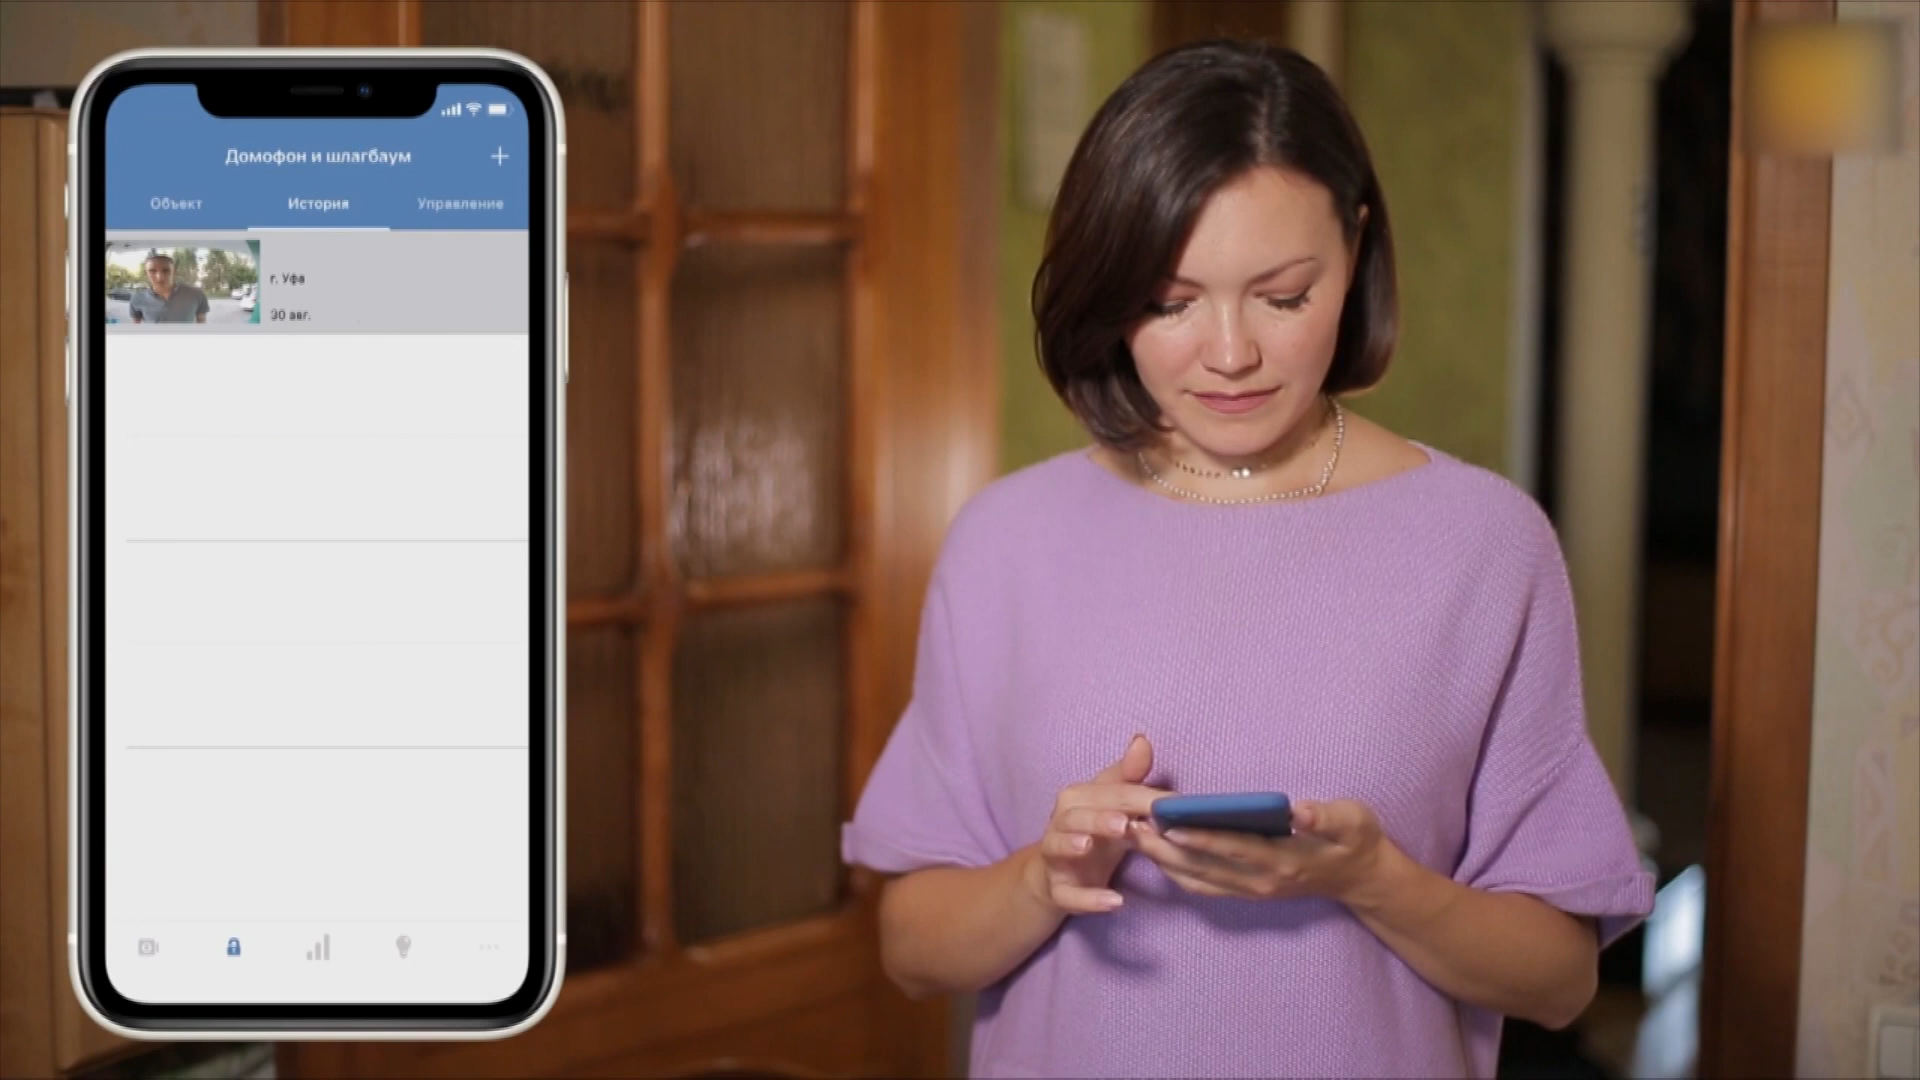 Домофон и шлагбаум
Объект
История
Управление
г. Уфа
30 авг.